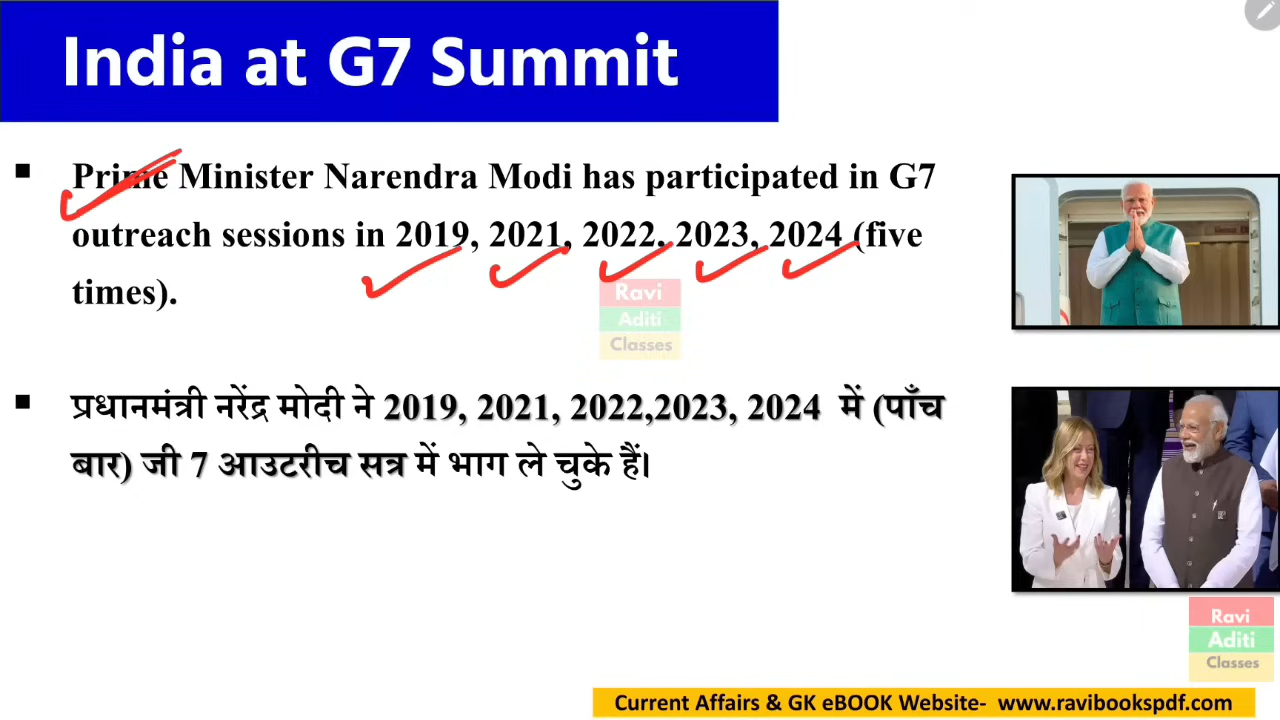 India at G7 Summit
Prime Minister Narendra Modi has participated in G7
outreach sessions in 2019, 2021, 2022. 2023, 2024 (five
times).
Ravi
Aditi
Classes
प्रधानमंत्री नरेंद्र मोदी ने 2019, 2021, 2022,2023, 2024 में (पाँच
बार) जी 7 आउटरीच सत्र में भाग ले चुके हैं।
Ravi
Aditi
Classes
Current Affairs & GK eBOOK Website- www.ravibookspdf.com